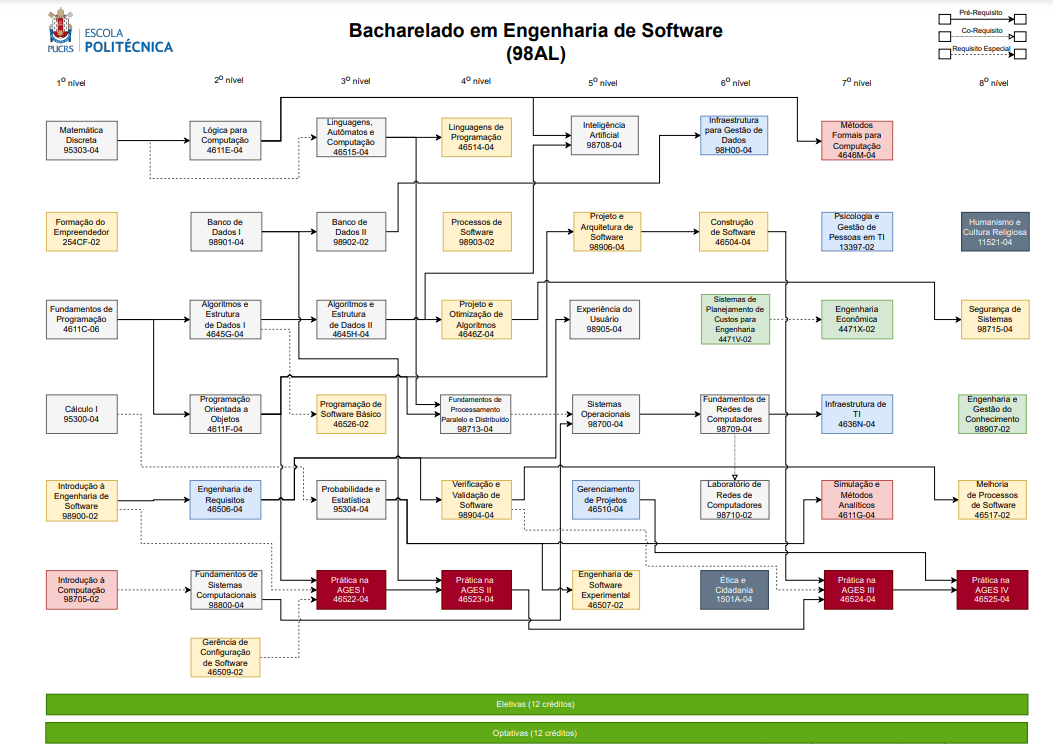 PUCRS
ESCOLA
POLITÉCNICA
Bacharelado em Engenharia de Software
(98AL)
Pré-Requisito
Co-Requisito
Requisito Especial
1º nível
2º nível
3º nível
4º nível
5º nível
6º nível
7º nível
8º nível
Matemática
Discreta
95303-04
Lógica para
Computação
4611E-04
Linguagens,
Autômatos e
Computação
46515-04
Linguagens de
Programação
46514-04
Inteligência
Artificial
98708-04
Infraestrutura
para Gestão de
Dados
98H00-04
Métodos
Formais para
Computação
4646M-04
Formação do
Empreendedor
254CF-02
Banco de
Dados I
98901-04
Banco de
Dados II
98902-02
Processos de
Software
98903-02
Projeto e
Arquitetura de
Software
98906-04
Construção
de Software
46504-04
Psicologia e
Gestão de
Pessoas em TI
13397-02
Humanismo e
Cultura Religiosa
11521-04
Fundamentos de
Programação
4611C-06
Algoritmos e
Estrutura
de Dados I
4645G-04
Algoritmos e
Estrutura
de Dados II
4645H-04
Projeto e
Otimização de
Algoritmos
4646Z-04
Experiência do
Usuário
98905-04
Sistemas de
Planejamento de
Custos para
Engenharia
4471V-02
Engenharia
Econômica
4471X-02
Segurança de
Sistemas
98715-04
Cálculo I
95300-04
Programação
Orientada a
Objetos
4611F-04
Programação de
Software Básico
46526-02
Fundamentos de
Processamento
Paralelo e Distribuído
98713-04
Sistemas
Operacionais
98700-04
Fundamentos de
Redes de
Computadores
98709-04
Infraestrutura de
TI
4636N-04
Engenharia e
Gestão do
Conhecimento
98907-02
Introdução à
Engenharia de
Software
98900-02
Engenharia de
Requisitos
46506-04
Probabilidade e
Estatística
95304-04
Verificação e
Validação de
Software
98904-04
Gerenciamento
de Projetos
46510-04
Laboratório de
Redes de
Computadores
98710-02
Simulação e
Métodos
Analíticos
4611G-04
Melhoria
de Processos
de Software
46517-02
Introdução à
Computação
98705-02
Fundamentos de
Sistemas
Computacionais
98800-04
Prática na
AGES I
46522-04
Prática na
AGES II
46523-04
Engenharia de
Software
Experimental
46507-02
Ética e
Cidadania
1501A-04
Prática na
AGES III
46524-04
Prática na
AGES IV
46525-04
Gerência de
Configuração
de Software
46509-02
Eletivas (12 créditos)
Optativas (12 créditos)